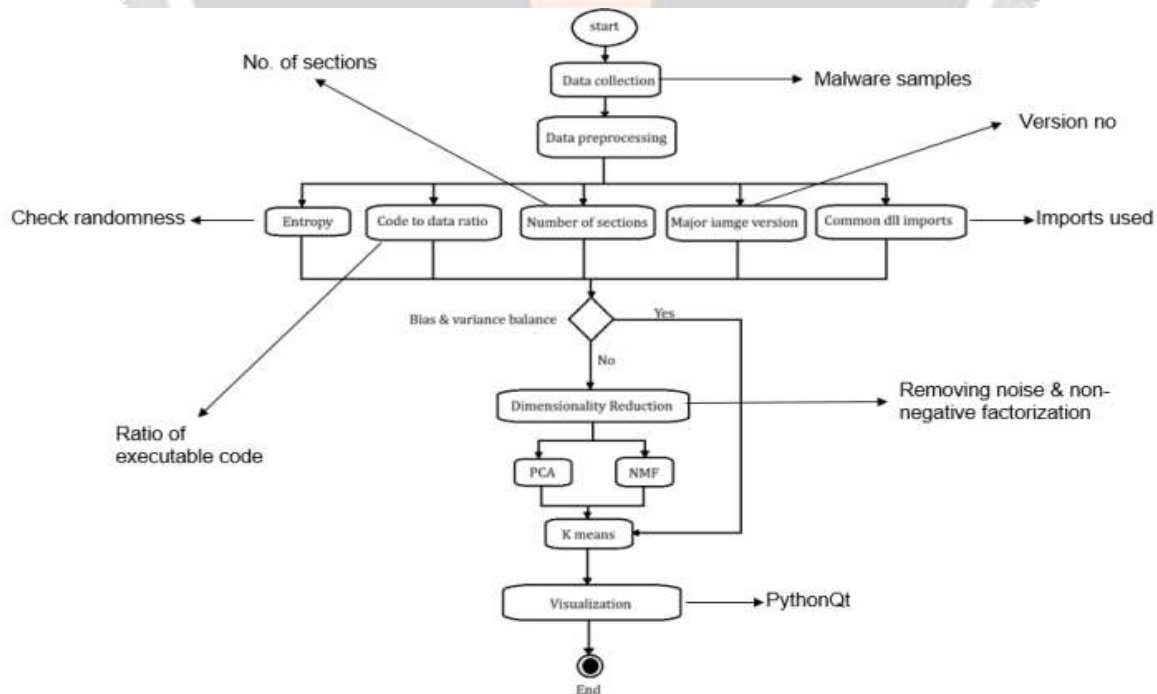 start
No. of sections
Data collection
Malware samples
Data preprocessing
Version no
Check randomness
Entropy
Code to data ratio
Number of sections
Major iamge version
Common dll imports
Imports used
Bias & variance balance
Yes
No
Dimensionality Reduction
Removing noise & non-
negative factorization
Ratio of
executable code
PCA
NMF
K means
Visualization
PythonQt
End